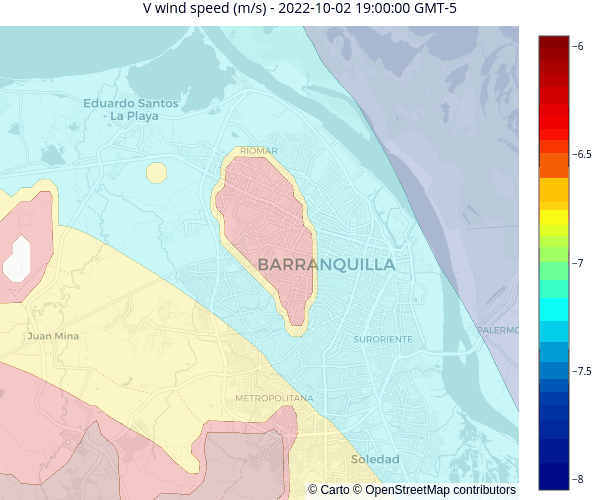 V wind speed (m/s) - 2022-10-02 19:00:00 GMT-5
−6
Eduardo Santos
- La Playa
RIOMAR
−6.5
BARRANQUILLA
−7
Juan Mina
SURORIENTE
PALERMO
−7.5
METROPOLITANA
Soledad
−8
© Carto © OpenStreetMap contributors